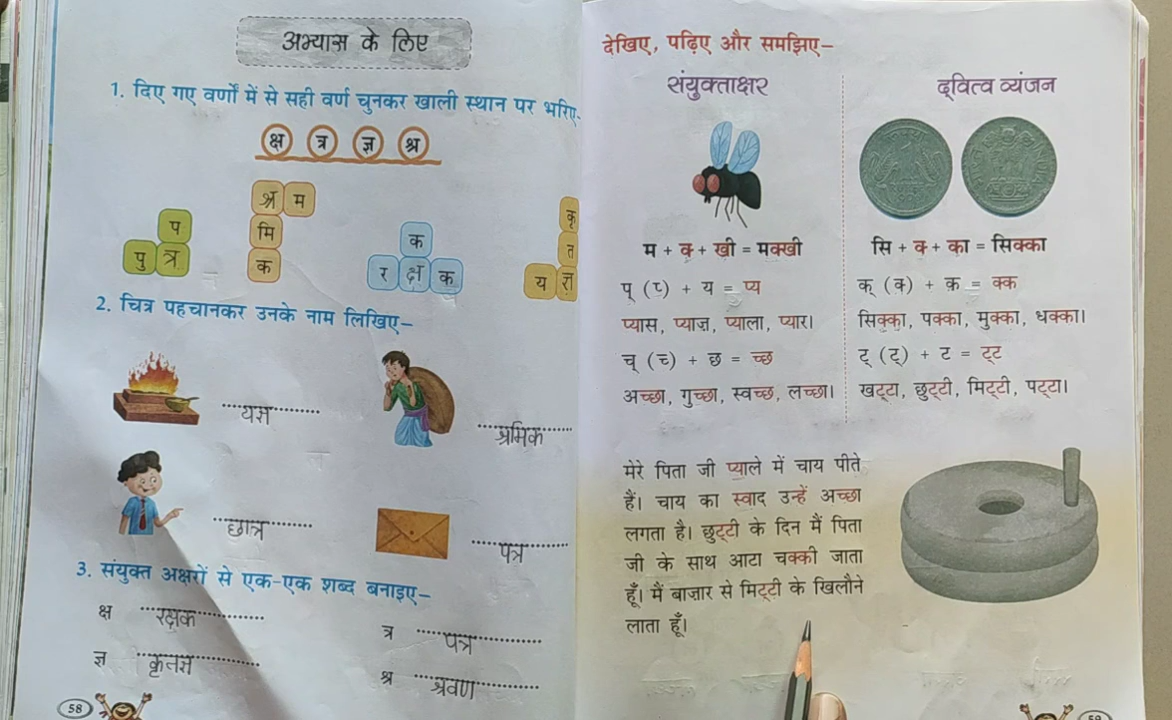 अभ्यास के लिए
1. दिए गए वर्णों में से सही वर्ण चुनकर खाली स्थान पर भरिए-
क्ष त्र ज्ञ श्र
प
पु त्र
श्र म
मि
क
क
र क्ष क
कृ
त
य ज्ञ
2. चित्र पहचानकर उनके नाम लिखिए-
यज्ञ
श्रमिक
छात्र
पत्र
3. संयुक्त अक्षरों से एक-एक शब्द बनाइए-
क्ष रक्षक
त्र पत्र
ज्ञ कृतज्ञ
श्र श्रवण
58
देखिए, पढ़िए और समझिए-
संयुक्ताक्षर
म + क् + खी = मक्खी
प् (प्‍) + य = प्य
प्यास, प्याज़, प्याला, प्यार।
च् (च्‍) + छ = च्छ
अच्छा, गुच्छा, स्वच्छ, लच्छा।
द्‌वित्व व्यंजन
सि + क् + का = सिक्का
क् (क्‍) + क = क्क
सिक्का, पक्का, मुक्का, धक्का।
ट् (ट्) + ट = ट्‌ट
खट्‌टा, छुट्‌टी, मिट्‌टी, पट्‌टा।
मेरे पिता जी प्याले में चाय पीते
हैं। चाय का स्वाद उन्हें अच्छा
लगता है। छुट्‌टी के दिन मैं पिता
जी के साथ आटा चक्की जाता
हूँ। मैं बाज़ार से मिट्‌टी के खिलौने
लाता हूँ।
59